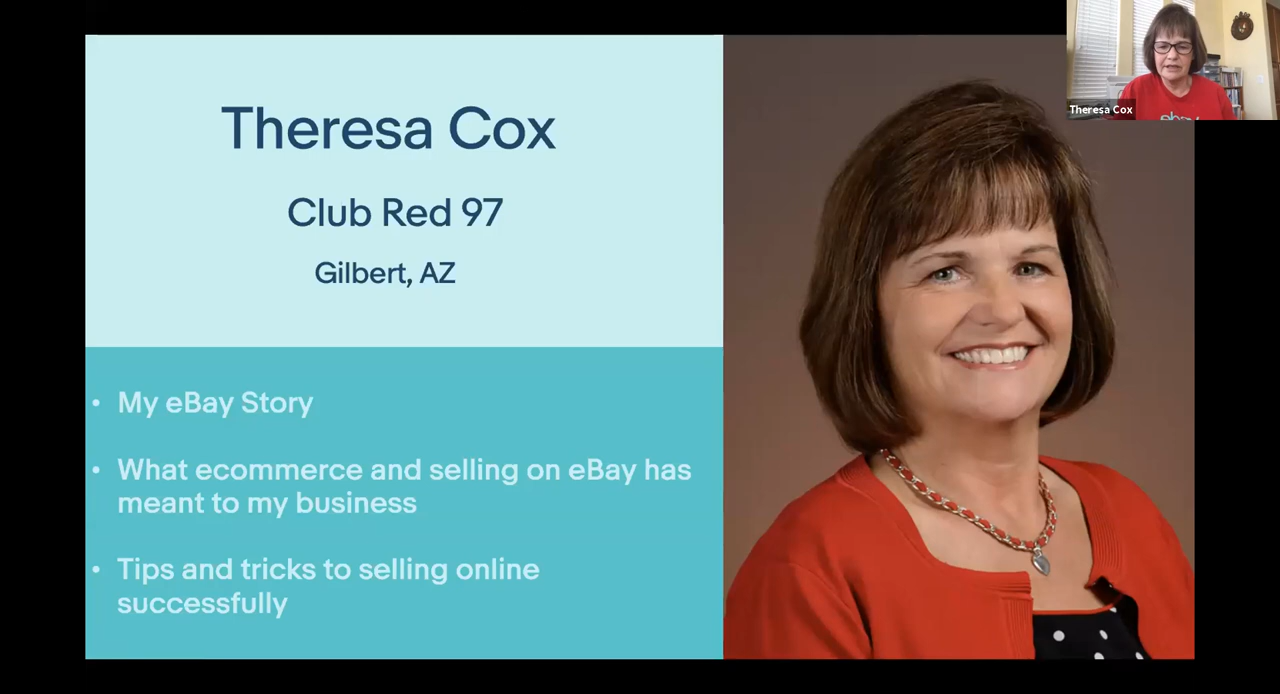 Theresa Cox
Club Red 97
Gilbert, AZ
• My eBay Story
• What ecommerce and selling on eBay has
meant to my business
• Tips and tricks to selling online
successfully
Theresa Cox
ebay